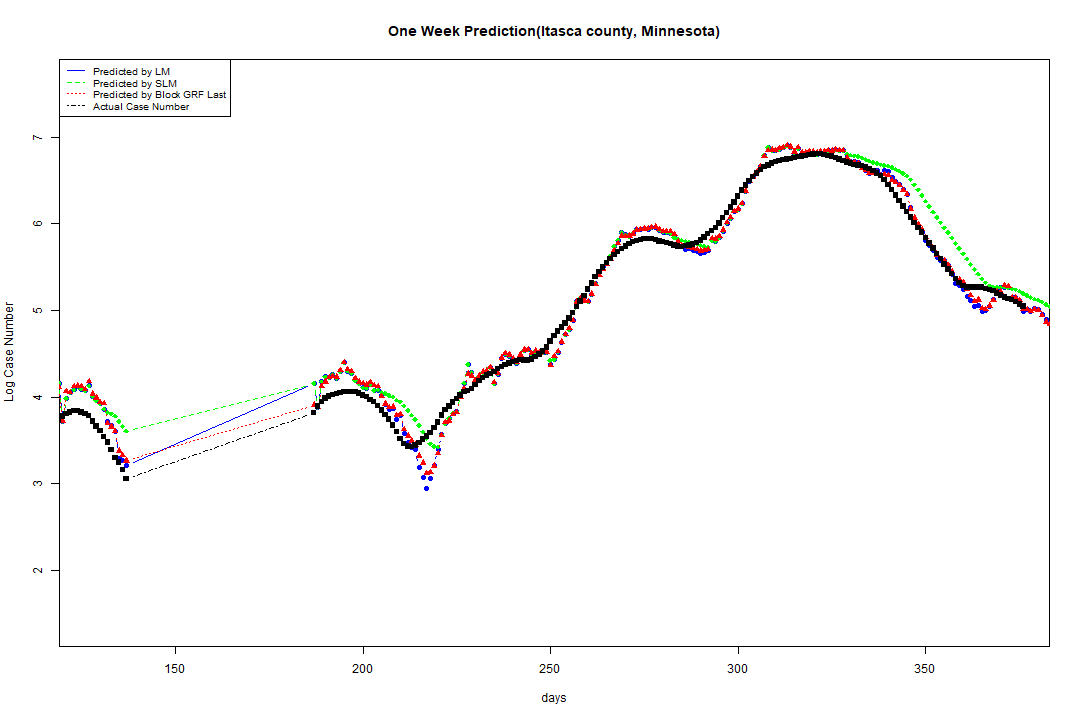 One Week Prediction(Itasca county, Minnesota)
Predicted by LM
Predicted by SLM
Predicted by Block GRF Last
Actual Case Number
Log Case Number
7
6
5
4
3
2
150 200 250 300 350
days